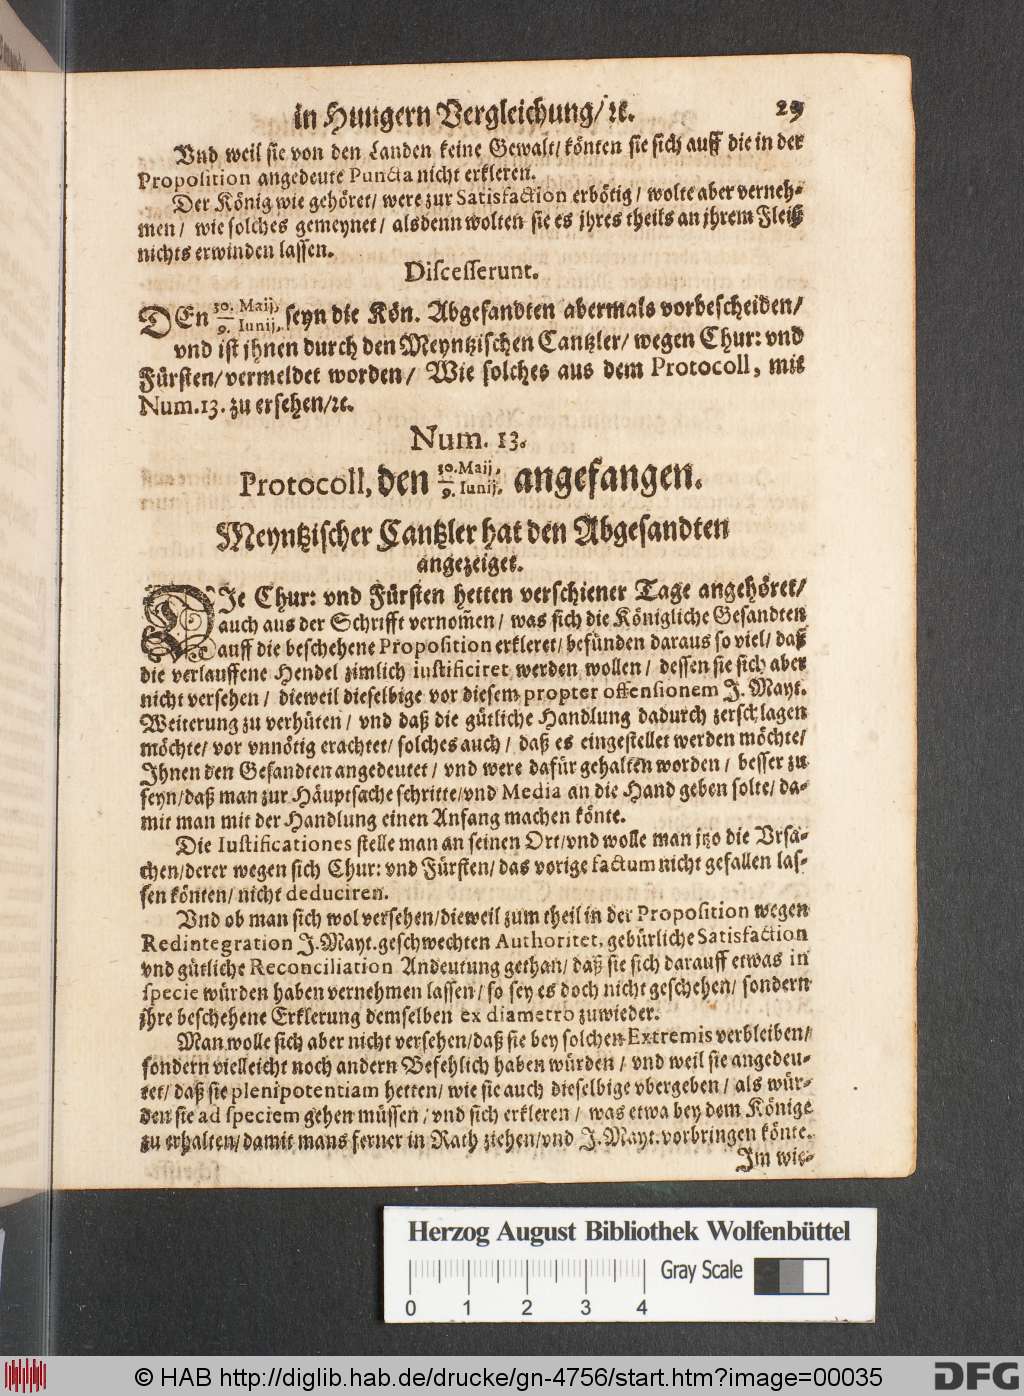 in Hungern Vergleichung/ꝛc. 29
Vnd weil sie von den Landen keine Gewalt/ könten sie sich auff die in der
Proposition angedeute Puncta nicht erkleren.
Der König wie gehöret/ were zur Satisfaction erbötig/ wolte aber verneh-
men/ wie solches gemeynet/ alsdenn wolten sie es jhres theils an jhrem Fleiß
nichts erwinden lassen.
Discesserunt.
DEn 30. Maij, / 9. Iunij, seyn die Kön. Abgesandten abermals vorbescheiden/
vnd ist jhnen durch den Meyntzischen Cantzler/ wegen Chur: vnd
Fürsten/ vermeldet worden/ Wie solches aus dem Protocoll, mit
Num. 13. zu ersehen/ꝛc.
Num. 13.
Protocoll, den 30. Maij, / 9. Iunij, angefangen.
Meyntzischer Cantzler hat den Abgesandten
angezeiget.
DIe Chur: vnd Fürsten hetten verschiener Tage angehöret/
auch aus der Schrifft vernom̃en/ was sich die Königliche Gesandten
auff die beschehene Proposition erkleret/ befünden daraus so viel/ daß
die verlauffene Hendel zimlich iustificiret werden wollen/ dessen sie sich aber
nicht versehen/ dieweil dieselbige vor diesem propter offensionem J. Mayt.
Weiterung zu verhüten/ vnd daß die gütliche Handlung dadurch zerschlagen
möchte/ vor vnnötig erachtet/ solches auch/ daß es eingestellet werden möchte/
Ihnen den Gesandten angedeutet/ vnd were dafür gehalten worden/ besser zu
seyn/ daß man zur Häuptsache schritte/ vnd Media an die Hand geben solte/ da-
mit man mit der Handlung einen Anfang machen könte.
Die Iustificationes stelle man an seinen Ort/ vnd wolle man jtzo die Vrsä-
chen/ derer wegen sich Chur: vnd Fürsten/ das vorige factum nicht gefallen las-
sen könten/ nicht deduciren.
Vnd ob man sich wol versehen/ dieweil zum theil in der Proposition wegen
Redintegration J. Mayt. geschwechten Authoritet, gebürliche Satisfaction
vnd gütliche Reconciliation Andeutung gethan/ daß sie sich darauff etwas in
specie würden haben vernehmen lassen/ so sey es doch nicht geschehen/ sondern
jhre beschehene Erklerung demselben ex diametro zuwieder.
Man wolle sich aber nicht versehen/ daß sie bey solchen Extremis verbleiben/
sondern vielleicht noch andern Befehlich haben würden/ vnd weil sie angedeu-
tet/ daß sie plenipotentiam hetten/ wie sie auch dieselbige vbergeben/ als wür-
den sie ad speciem gehen müssen/ vnd sich erkleren/ was etwa bey dem Könige
zu erhalten/ damit mans ferner in Rath ziehen/ vnd J. Mayt. vorbringen könte.
Im wie-
Herzog August Bibliothek Wolfenbüttel
Gray Scale
0 1 2 3 4
© HAB http://diglib.hab.de/drucke/gn-4756/start.htm?image=00035
DFG